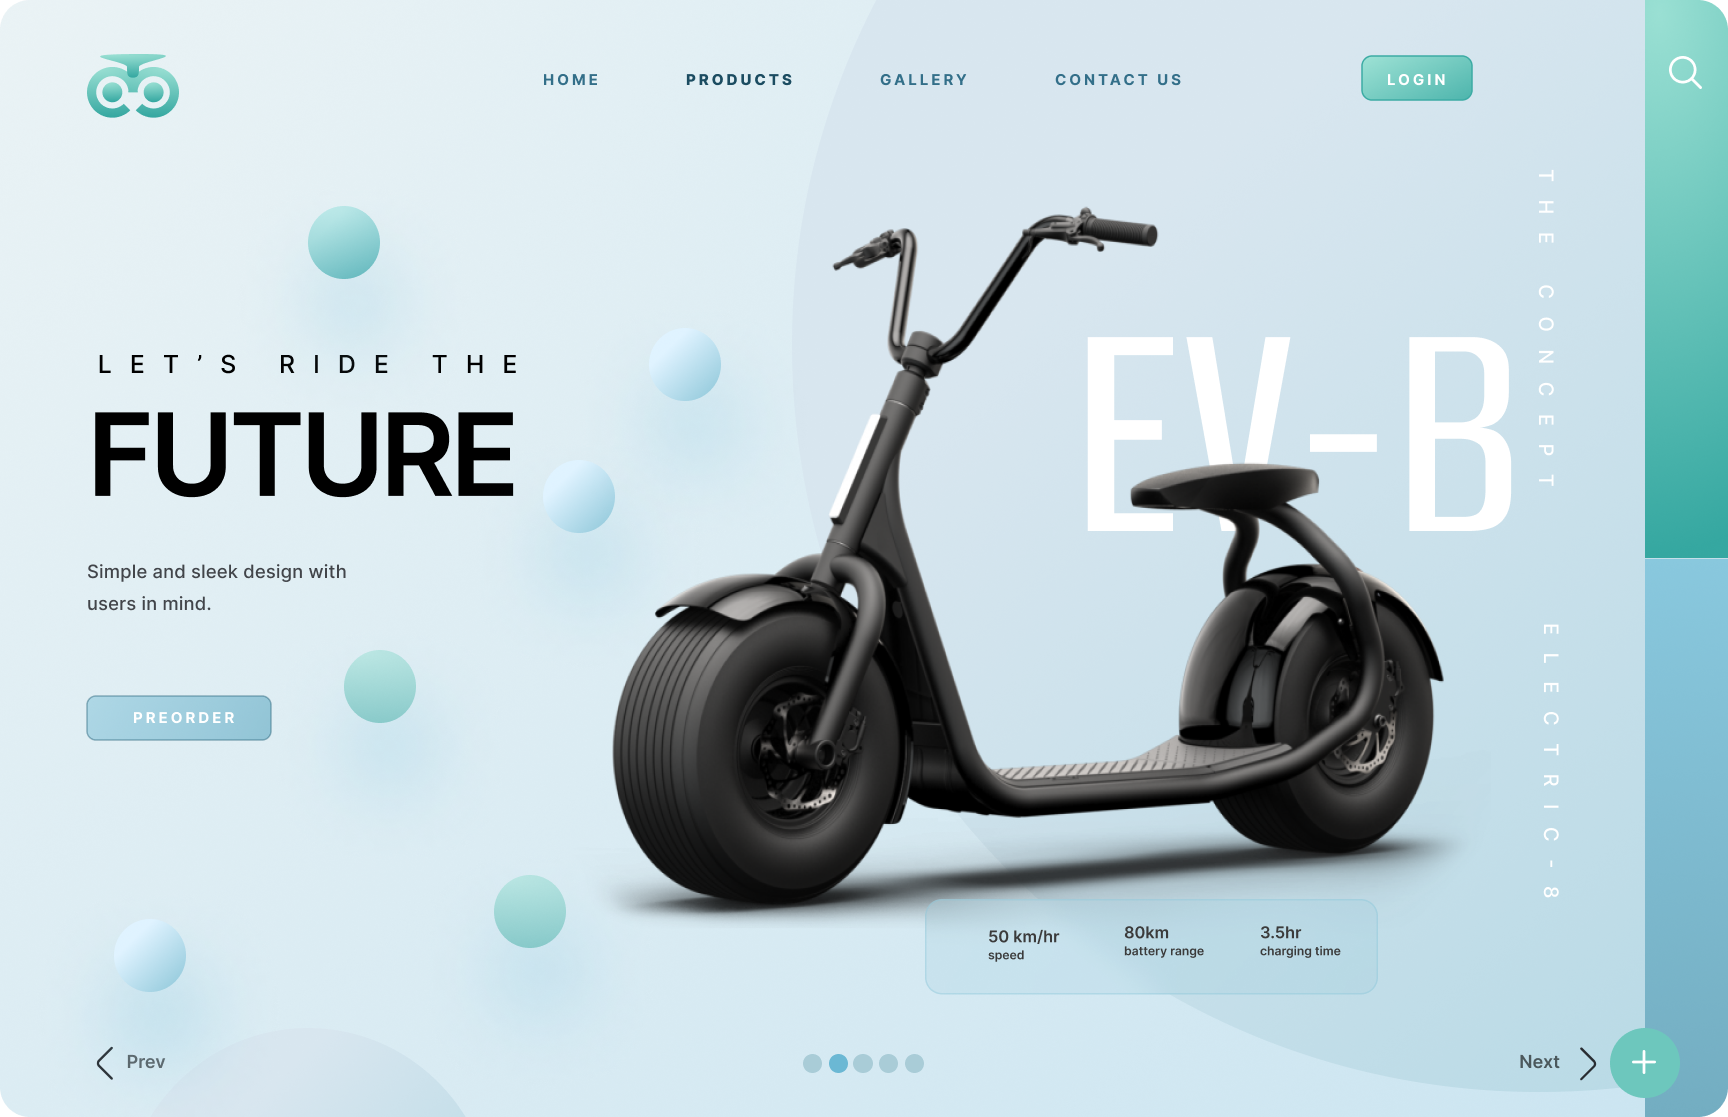 HOME
PRODUCTS
GALLERY
CONTACT US
LOGIN
THE CONCEPT
LET’S RIDE THE
FUTURE
EV-B
Simple and sleek design with
users in mind.
ELECTRIC-8
PREORDER
50 km/hr
speed
80km
battery range
3.5hr
charging time
Prev
Next